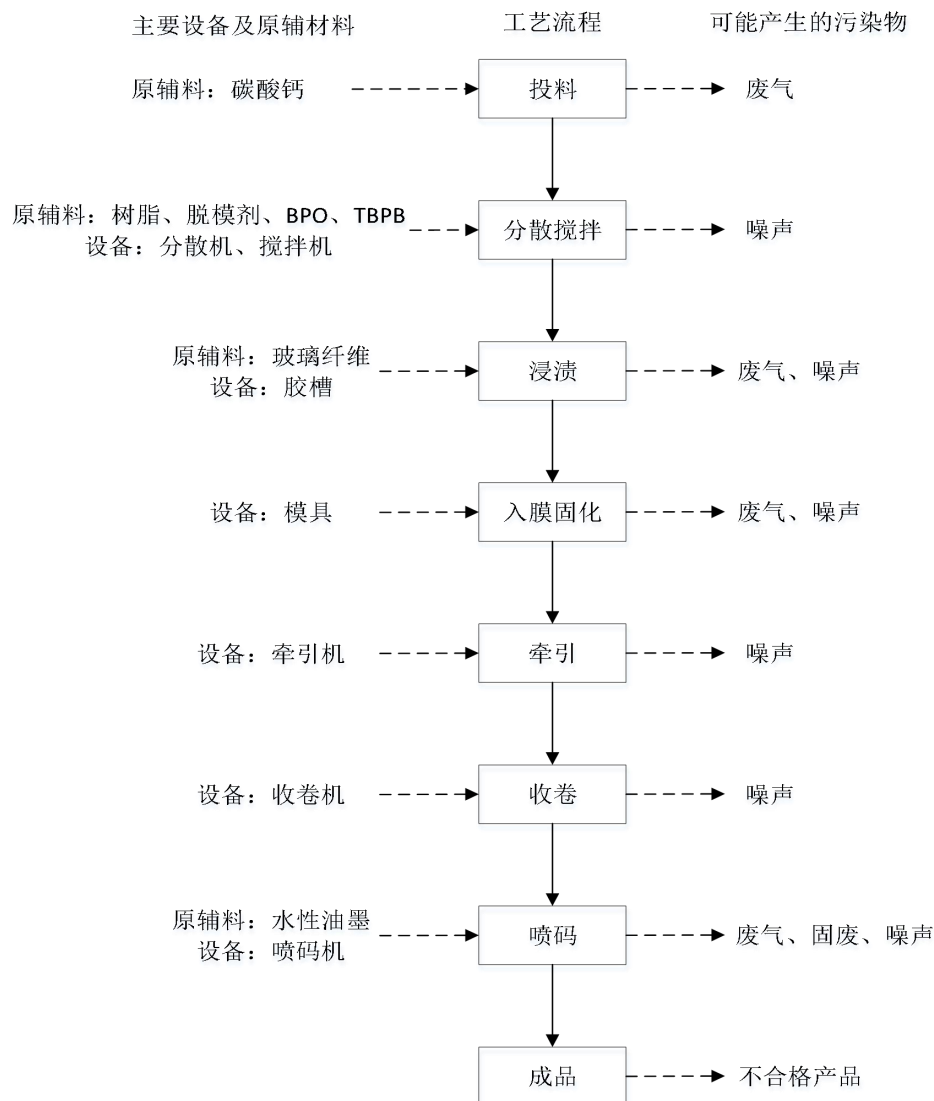 主要设备及原辅材料 工艺流程 可能产生的污染物
原辅料：碳酸钙 投料 废气
原辅料：树脂、脱模剂、BPO、TBPB
设备：分散机、搅拌机
分散搅拌 噪声
原辅料：玻璃纤维
设备：胶槽
浸渍 废气、噪声
设备：模具 入膜固化 废气、噪声
设备：牵引机 牵引 噪声
设备：收卷机 收卷 噪声
原辅料：水性油墨
设备：喷码机
喷码 废气、固废、噪声
成品 不合格产品